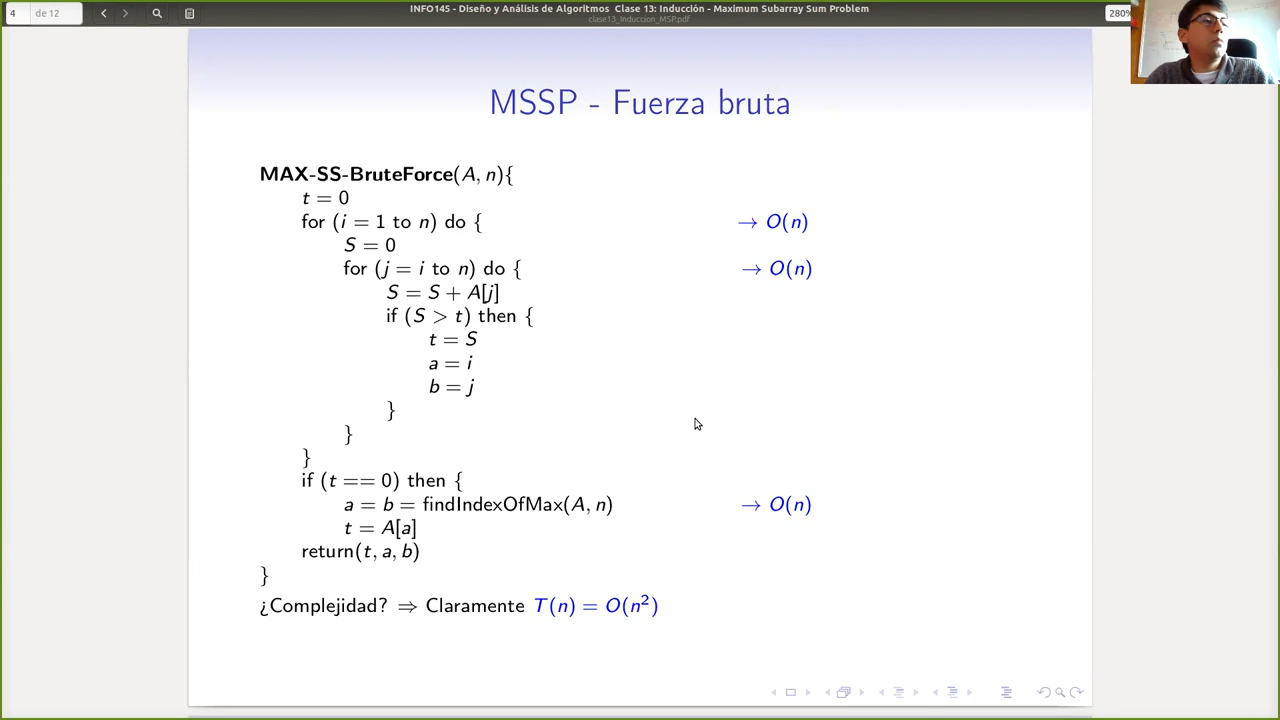 4 de 12
INFO145 - Diseño y Análisis de Algoritmos Clase 13: Inducción - Maximum Subarray Sum Problem
clase13_Induccion_MSP.pdf
280%
MSSP - Fuerza bruta
MAX-SS-BruteForce(A, n){
t = 0
for (i = 1 to n) do { → O(n)
S = 0
for (j = i to n) do { → O(n)
S = S + A[j]
if (S > t) then {
t = S
a = i
b = j
}
}
}
if (t == 0) then {
a = b = findIndexOfMax(A, n) → O(n)
t = A[a]
return(t, a, b)
}
¿Complejidad? ⇒ Claramente T(n) = O(n²)